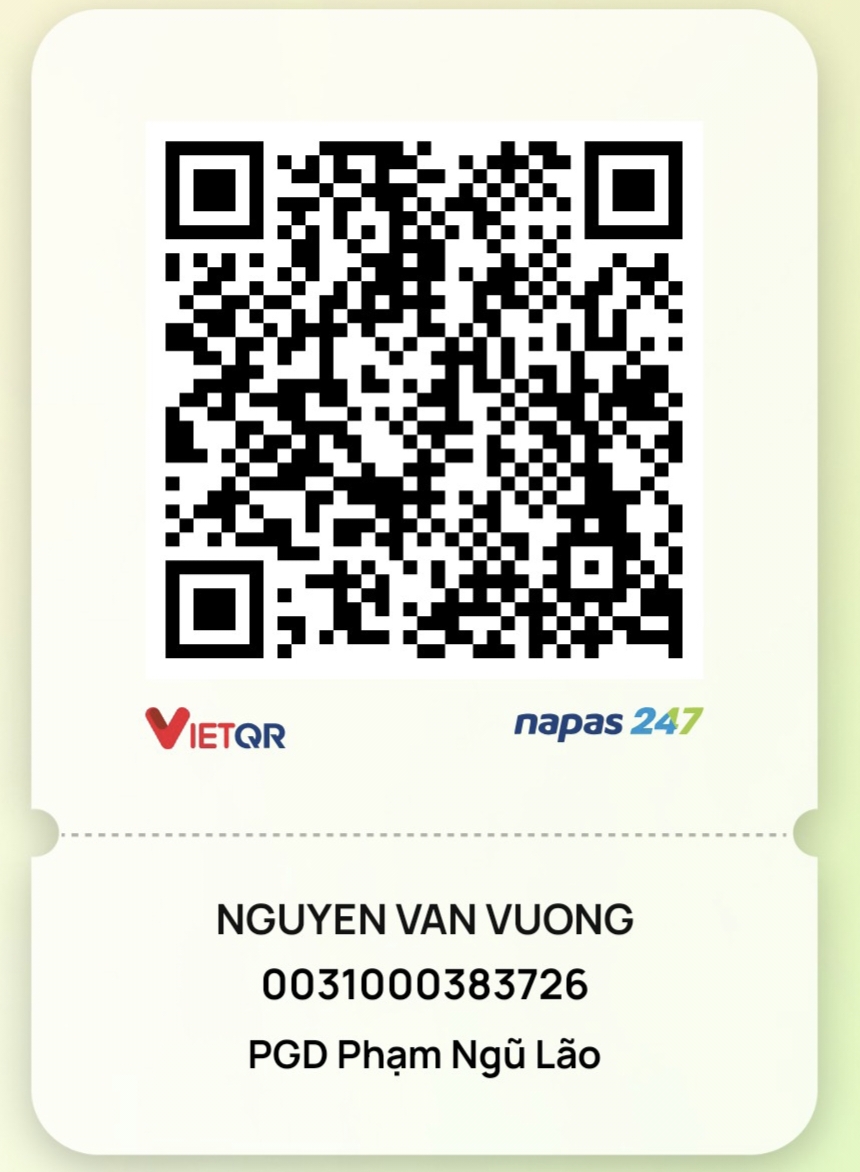 VIETQR
napas 247
NGUYEN VAN VUONG
0031000383726
PGD Phạm Ngũ Lão